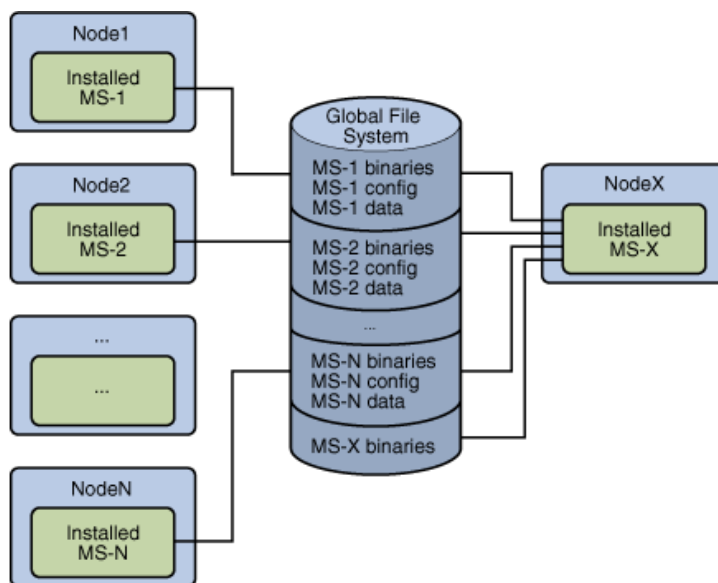 Node1
Installed
MS-1
Node2
Installed
MS-2
...
...
NodeN
Installed
MS-N
Global File
System
MS-1 binaries
MS-1 config
MS-1 data
MS-2 binaries
MS-2 config
MS-2 data
...
MS-N binaries
MS-N config
MS-N data
MS-X binaries
NodeX
Installed
MS-X